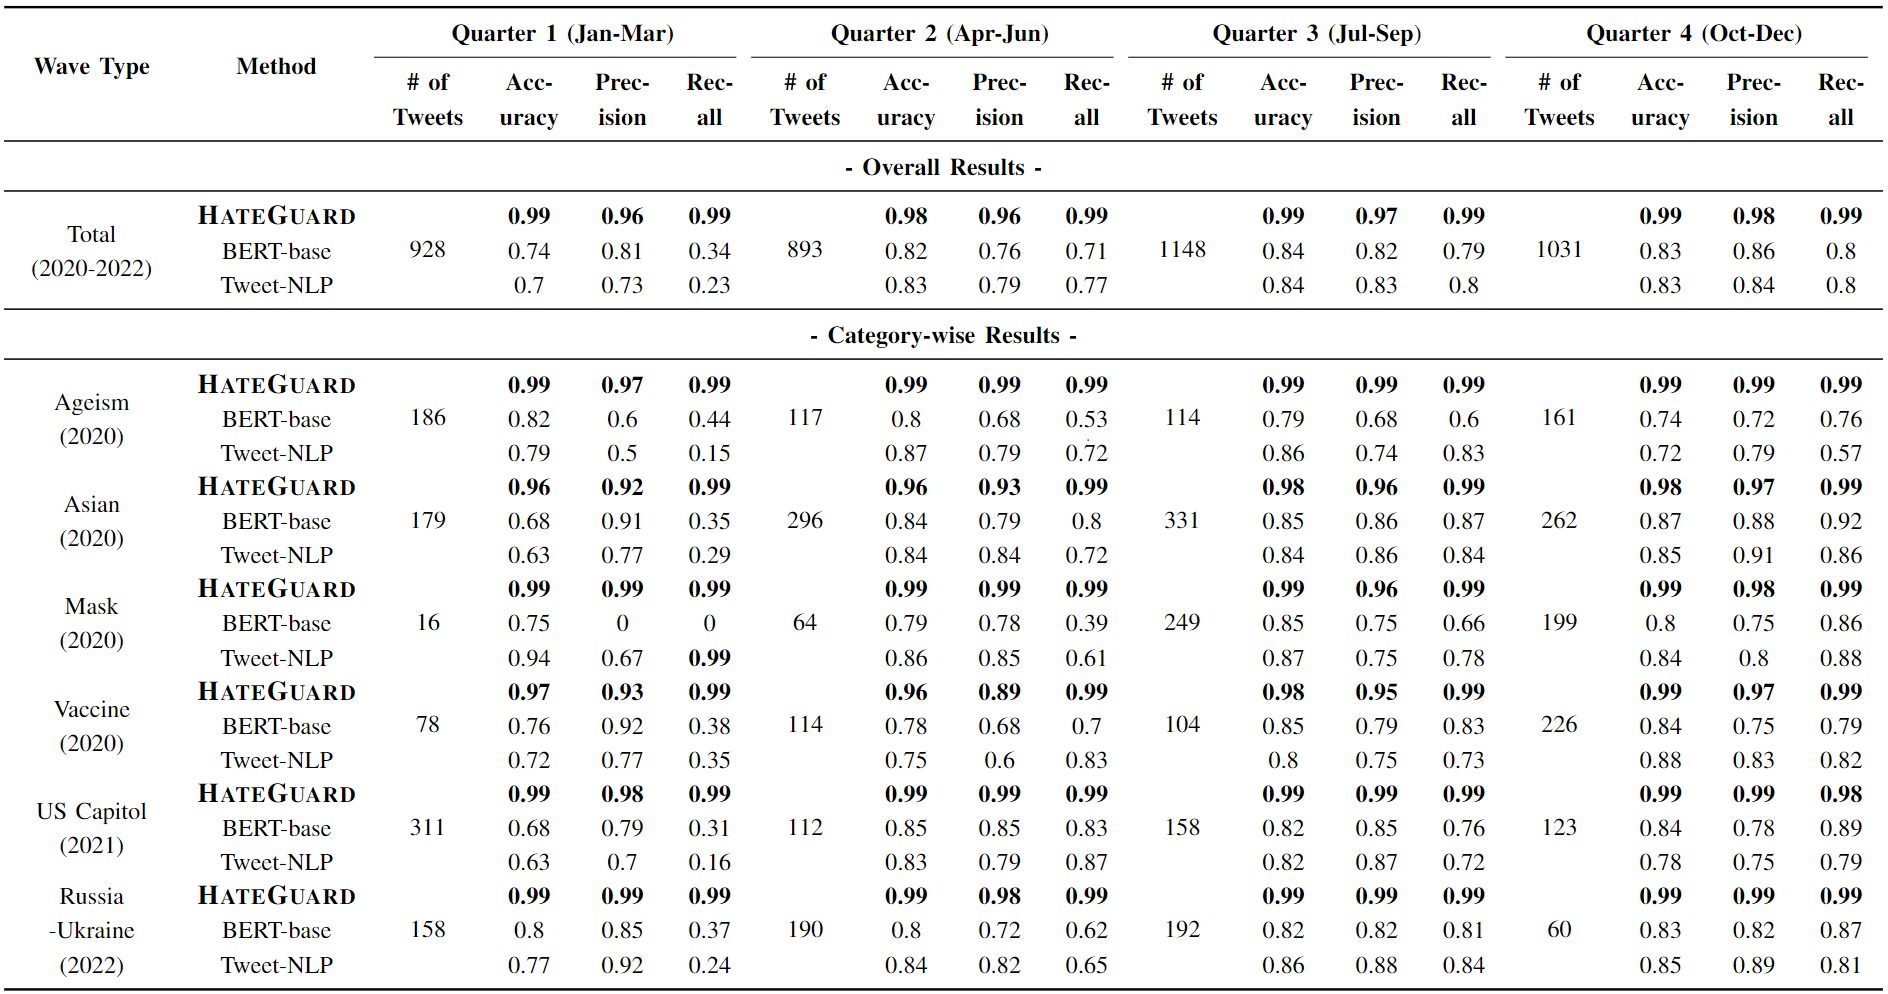 Wave Type Method Quarter 1 (Jan-Mar) Quarter 2 (Apr-Jun) Quarter 3 (Jul-Sep) Quarter 4 (Oct-Dec)
# of Acc- Prec- Rec- # of Acc- Prec- Rec- # of Acc- Prec- Rec- # of Acc- Prec- Rec-
Tweets uracy ision all Tweets uracy ision all Tweets uracy ision all Tweets uracy ision all
- Overall Results -
Total (2020-2022)
HATEGUARD 0.99 0.96 0.99 0.98 0.96 0.99 0.99 0.97 0.99 0.99 0.98 0.99
BERT-base 928 0.74 0.81 0.34 893 0.82 0.76 0.71 1148 0.84 0.82 0.79 1031 0.83 0.86 0.8
Tweet-NLP 0.7 0.73 0.23 0.83 0.79 0.77 0.84 0.83 0.8 0.83 0.84 0.8
- Category-wise Results -
Ageism (2020)
HATEGUARD 0.99 0.97 0.99 0.99 0.99 0.99 0.99 0.99 0.99 0.99 0.99 0.99
BERT-base 186 0.82 0.6 0.44 117 0.8 0.68 0.53 114 0.79 0.68 0.6 161 0.74 0.72 0.76
Tweet-NLP 0.79 0.5 0.15 0.87 0.79 0.72 0.86 0.74 0.83 0.72 0.79 0.57
Asian (2020)
HATEGUARD 0.96 0.92 0.99 0.96 0.93 0.99 0.98 0.96 0.99 0.98 0.97 0.99
BERT-base 179 0.68 0.91 0.35 296 0.84 0.79 0.8 331 0.85 0.86 0.87 262 0.87 0.88 0.92
Tweet-NLP 0.63 0.77 0.29 0.84 0.84 0.72 0.84 0.86 0.84 0.85 0.91 0.86
Mask (2020)
HATEGUARD 0.99 0.99 0.99 0.99 0.99 0.99 0.99 0.96 0.99 0.99 0.98 0.99
BERT-base 16 0.75 0 0 64 0.79 0.78 0.39 249 0.85 0.75 0.66 199 0.8 0.75 0.86
Tweet-NLP 0.94 0.67 0.99 0.86 0.85 0.61 0.87 0.75 0.78 0.84 0.8 0.88
Vaccine (2020)
HATEGUARD 0.97 0.93 0.99 0.96 0.89 0.99 0.98 0.95 0.99 0.99 0.97 0.99
BERT-base 78 0.76 0.92 0.38 114 0.78 0.68 0.7 104 0.85 0.79 0.83 226 0.84 0.75 0.79
Tweet-NLP 0.72 0.77 0.35 0.75 0.6 0.83 0.8 0.75 0.73 0.88 0.83 0.82
US Capitol (2021)
HATEGUARD 0.99 0.98 0.99 0.99 0.99 0.99 0.99 0.99 0.99 0.99 0.99 0.98
BERT-base 311 0.68 0.79 0.31 112 0.85 0.85 0.83 158 0.82 0.85 0.76 123 0.84 0.78 0.89
Tweet-NLP 0.63 0.7 0.16 0.83 0.79 0.87 0.82 0.87 0.72 0.78 0.75 0.79
Russia HATEGUARD 0.99 0.99 0.99 0.99 0.98 0.99 0.99 0.99 0.99 0.99 0.99 0.99
-Ukraine BERT-base 158 0.8 0.85 0.37 190 0.8 0.72 0.62 192 0.82 0.82 0.81 60 0.83 0.82 0.87
(2022) Tweet-NLP 0.77 0.92 0.24 0.84 0.82 0.65 0.86 0.88 0.84 0.85 0.89 0.81